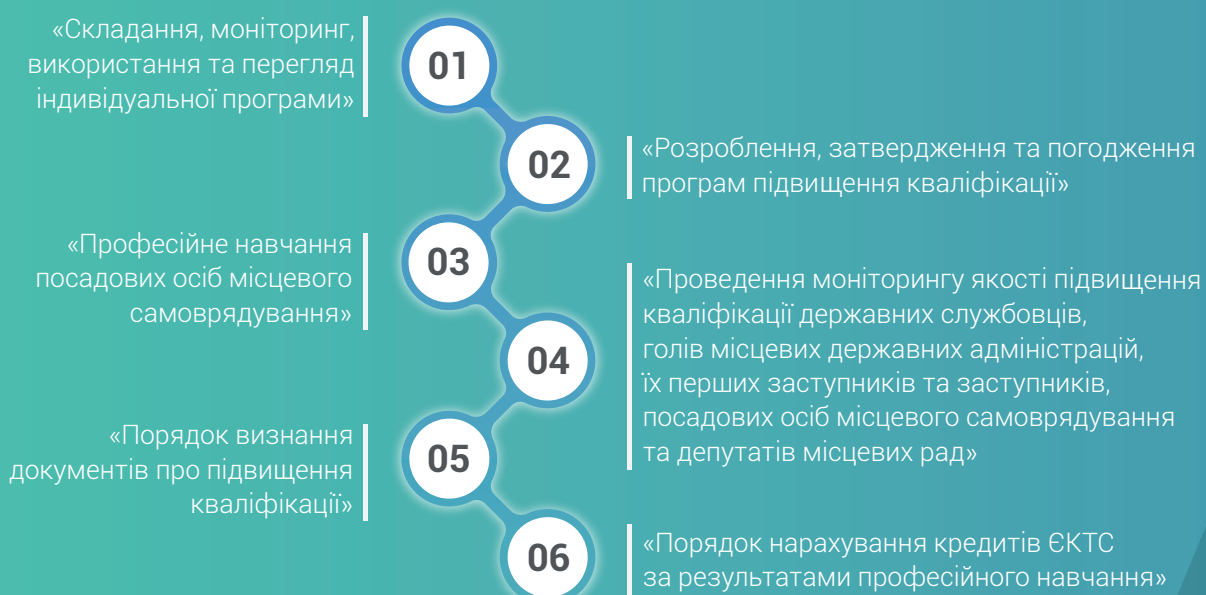 «Складання, моніторинг,
використання та перегляд
індивідуальної програми»
01
02
«Розроблення, затвердження та погодження
програм підвищення кваліфікації»
«Професійне навчання
посадових осіб місцевого
самоврядування»
03
04
«Проведення моніторингу якості підвищення
кваліфікації державних службовців,
голів місцевих державних адміністрацій,
їх перших заступників та заступників,
посадових осіб місцевого самоврядування
та депутатів місцевих рад»
«Порядок визнання
документів про підвищення
кваліфікації»
05
06
«Порядок нарахування кредитів ЄКТС
за результатами професійного навчання»